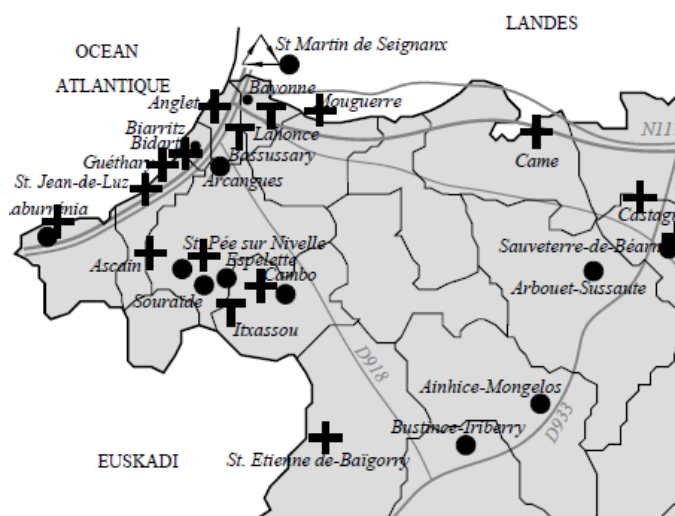 LANDES
OCEAN
ATLANTIQUE
St Martin de Seignanx
Bayonne
Anglet
Mouguerre
Lahonce
Biarritz
Bidart
Bassussary
Guéthary
Arcangues
St. Jean-de-Luz
Came
N11
Castagn
Sauveterre-de-Béarn
Arbouet-Sussaute
Ascain
St. Pée sur Nivelle
Espelette
Cambo
Souraïde
Itxassou
D918
Ainhice-Mongelos
D933
Bustince-Iriberry
St. Etienne de-Baïgorry
EUSKADI